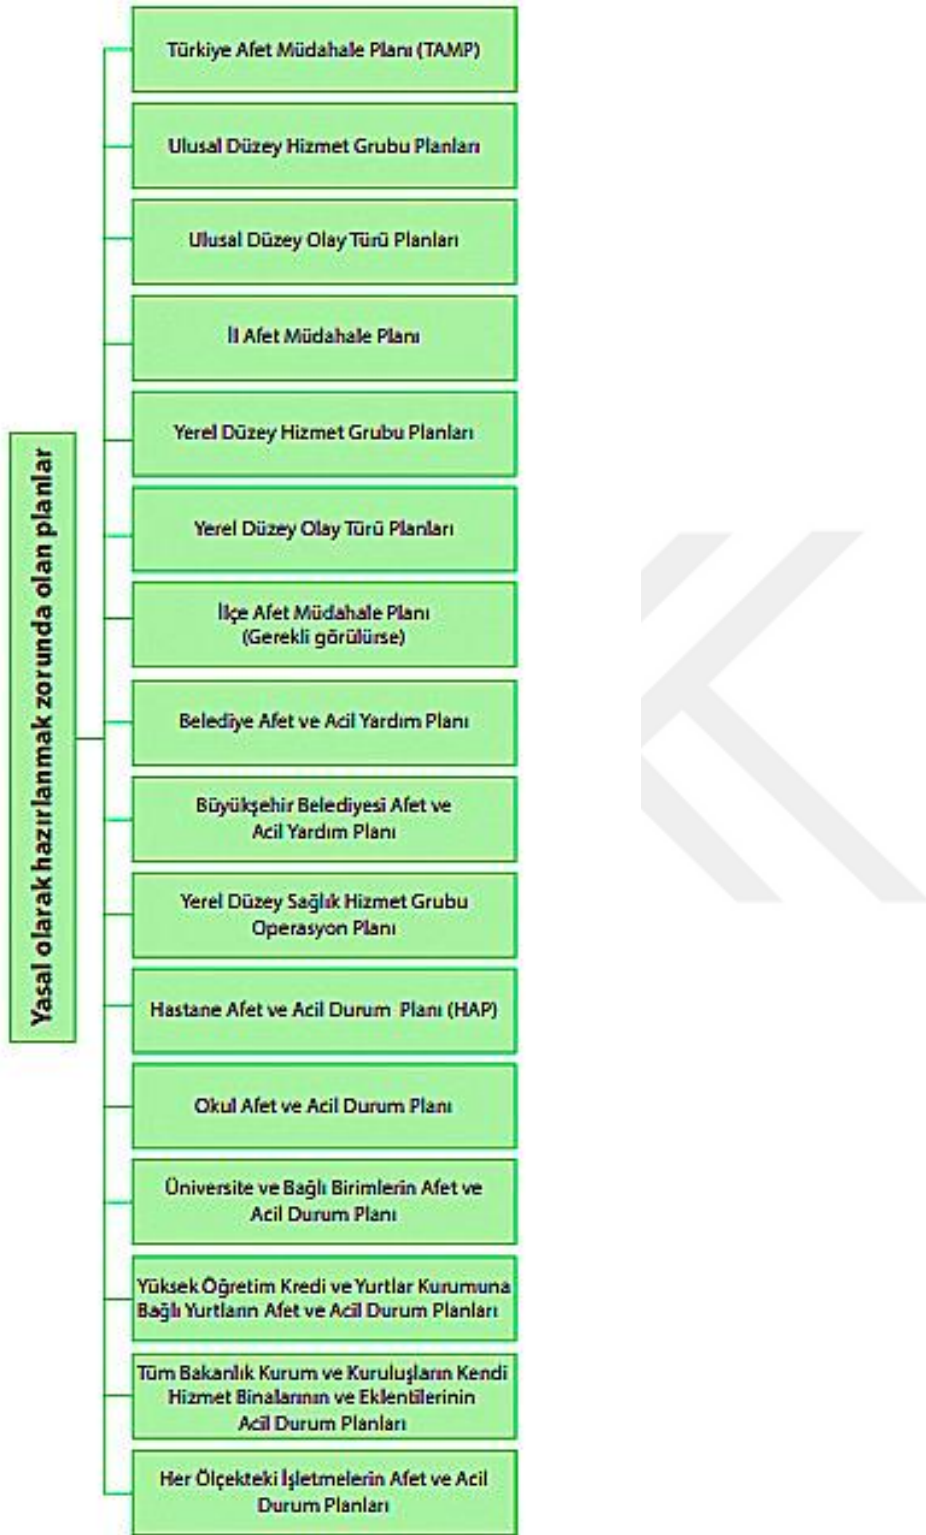 Türkiye Afet Müdahale Planı (TAMP)
Ulusal Düzey Hizmet Grubu Planları
Ulusal Düzey Olay Türü Planları
İl Afet Müdahale Planı
Yerel Düzey Hizmet Grubu Planları
Yerel Düzey Olay Türü Planları
İlçe Afet Müdahale Planı
(Gerekli görülürse)
Yasal olarak hazırlanmak zorunda olan planlar
Belediye Afet ve Acil Yardım Planı
Büyükşehir Belediyesi Afet ve
Acil Yardım Planı
Yerel Düzey Sağlık Hizmet Grubu
Operasyon Planı
Hastane Afet ve Acil Durum Planı (HAP)
Okul Afet ve Acil Durum Planı
Üniversite ve Bağlı Birimlerin Afet ve
Acil Durum Planı
Yüksek Öğretim Kredi ve Yurtlar Kurumuna
Bağlı Yurtların Afet ve Acil Durum Planları
Tüm Bakanlık Kurum ve Kuruluşların Kendi
Hizmet Binalarının ve Eklentilerinin
Acil Durum Planları
Her Ölçekteki İşletmelerin Afet ve Acil
Durum Planları